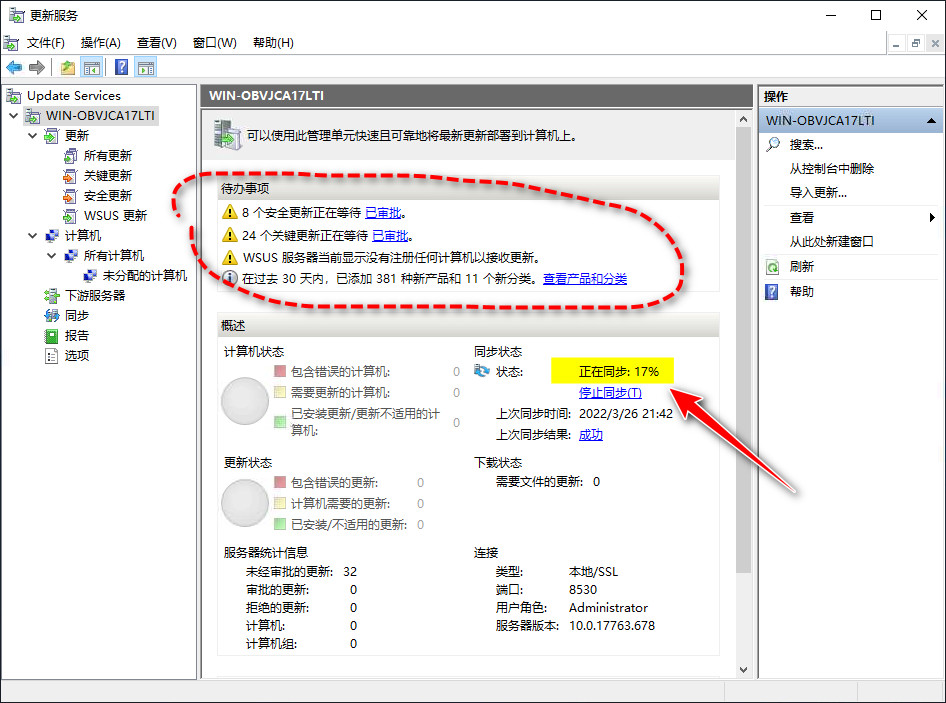 更新服务
文件(F) 操作(A) 查看(V) 窗口(W) 帮助(H)
Update Services
WIN-OBVJCA17LTI
更新
所有更新
关键更新
安全更新
WSUS 更新
计算机
所有计算机
未分配的计算机
下游服务器
同步
报告
选项
WIN-OBVJCA17LTI
可以使用此管理单元快速且可靠地将最新更新部署到计算机上。
待办事项
8 个安全更新正在等待 已审批。
24 个关键更新正在等待 已审批。
WSUS 服务器当前显示没有注册任何计算机以接收更新。
在过去 30 天内，已添加 381 种新产品和 11 个新分类。 查看产品和分类
概述
计算机状态
包含错误的计算机: 0
需要更新的计算机: 0
已安装更新/更新不适用的计
算机: 0
同步状态
状态: 正在同步: 17%
停止同步(T)
上次同步时间: 2022/3/26 21:42
上次同步结果: 成功
更新状态
包含错误的更新: 0
计算机需要的更新: 0
已安装/不适用的更新: 0
下载状态
需要文件的更新: 0
服务器统计信息
未经审批的更新: 32
审批的更新: 0
拒绝的更新: 0
计算机: 0
计算机组: 0
连接
类型: 本地/SSL
端口: 8530
用户角色: Administrator
服务器版本: 10.0.17763.678
操作
WIN-OBVJCA17LTI
搜索...
从控制台中删除
导入更新...
查看
从此处新建窗口
刷新
帮助